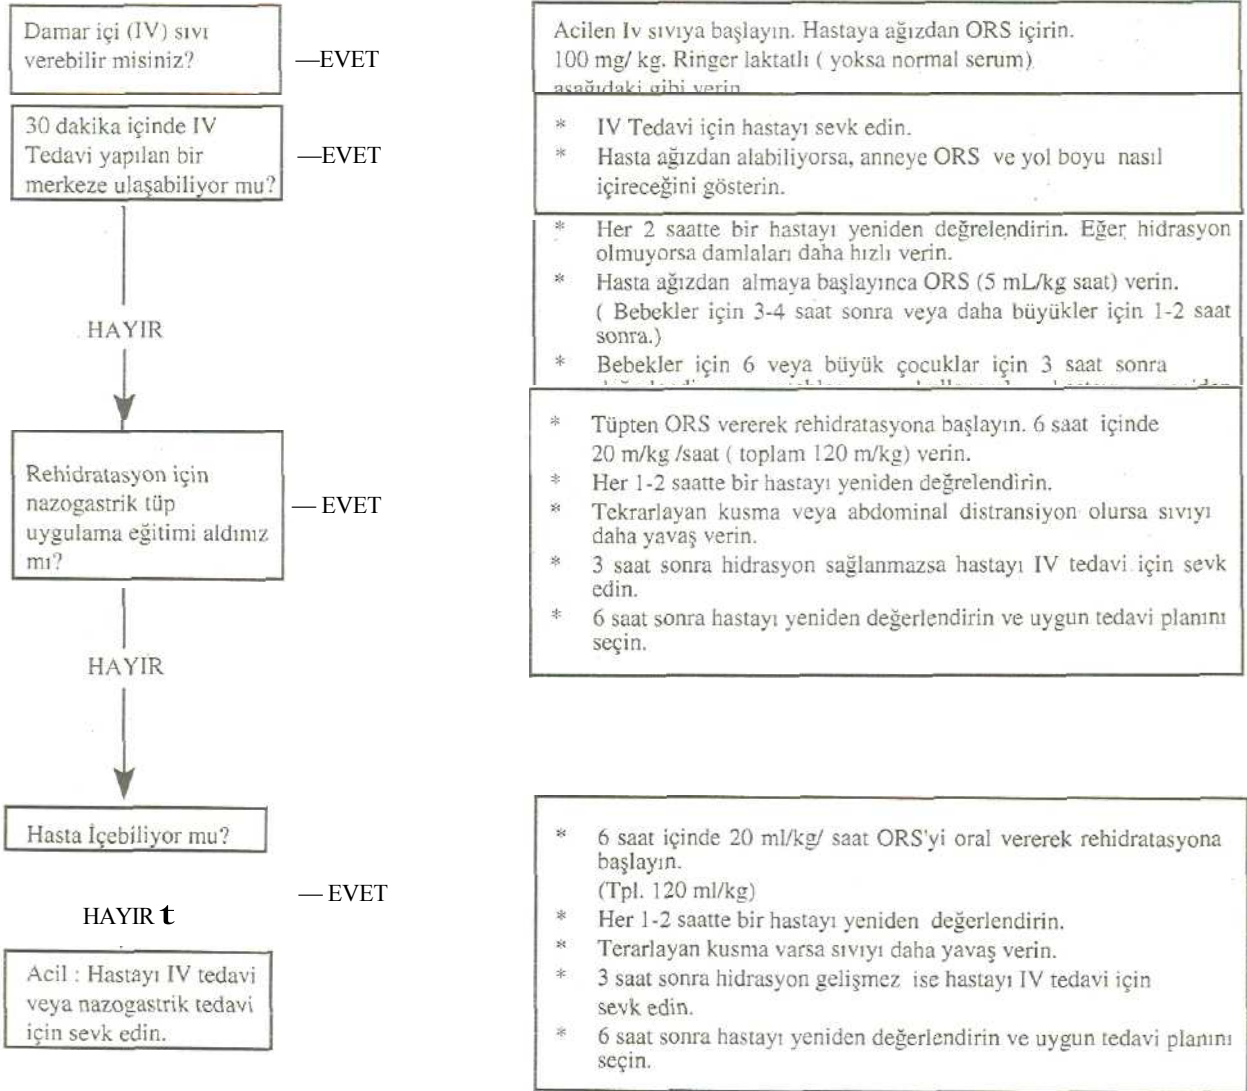 Damar içi (IV) sıvı
verebilir misiniz?
—EVET
Acilen Iv sıvıya başlayın. Hastaya ağızdan ORS içirin.
100 mg/ kg. Ringer laktatlı ( yoksa normal serum)
aşağıdaki gibi verin
30 dakika içinde IV
Tedavi yapılan bir
merkeze ulaşabiliyor mu?
—EVET
* IV Tedavi için hastayı sevk edin.
* Hasta ağızdan alabiliyorsa, anneye ORS ve yol boyu nasıl
içireceğini gösterin.
* Her 2 saatte bir hastayı yeniden değrelendirin. Eğer hidrasyon
olmuyorsa damlaları daha hızlı verin.
* Hasta ağızdan almaya başlayınca ORS (5 mL/kg saat) verin.
( Bebekler için 3-4 saat sonra veya daha büyükler için 1-2 saat
sonra.)
* Bebekler için 6 veya büyük çocuklar için 3 saat sonra
HAYIR
Rehidratasyon için
nazogastrik tüp
uygulama eğitimi aldınız
mı?
— EVET
* Tüpten ORS vererek rehidratasyona başlayın. 6 saat içinde
20 m/kg /saat ( toplam 120 m/kg) verin.
* Her 1-2 saatte bir hastayı yeniden değrelendirin.
* Tekrarlayan kusma veya abdominal distransiyon olursa sıvıyı
daha yavaş verin.
* 3 saat sonra hidrasyon sağlanmazsa hastayı IV tedavi için sevk
edin.
* 6 saat sonra hastayı yeniden değerlendirin ve uygun tedavi planını
seçin.
HAYIR
Hasta İçebiliyor mu?
— EVET
* 6 saat içinde 20 ml/kg/ saat ORS'yi oral vererek rehidratasyona
başlayın.
(Tpl. 120 ml/kg)
* Her 1-2 saatte bir hastayı yeniden değerlendirin.
* Terarlayan kusma varsa sıvıyı daha yavaş verin.
* 3 saat sonra hidrasyon gelişmez ise hastayı IV tedavi için
sevk edin.
* 6 saat sonra hastayı yeniden değerlendirin ve uygun tedavi planını
seçin.
HAYIR t
Acil : Hastayı IV tedavi
veya nazogastrik tedavi
için sevk edin.